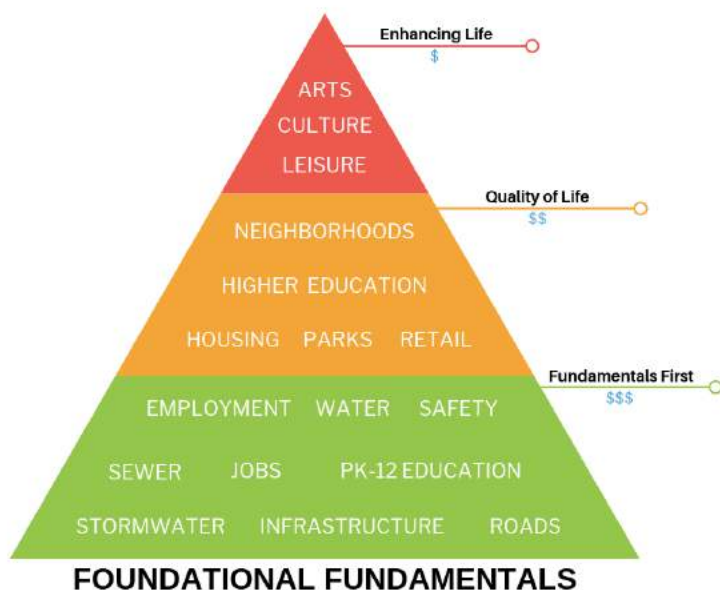 Enhancing Life
$
ARTS
CULTURE
LEISURE
Quality of Life
$$
NEIGHBORHOODS
HIGHER EDUCATION
HOUSING PARKS RETAIL
Fundamentals First
$$$
EMPLOYMENT WATER SAFETY
SEWER JOBS PK-12 EDUCATION
STORMWATER INFRASTRUCTURE ROADS
FOUNDATIONAL FUNDAMENTALS